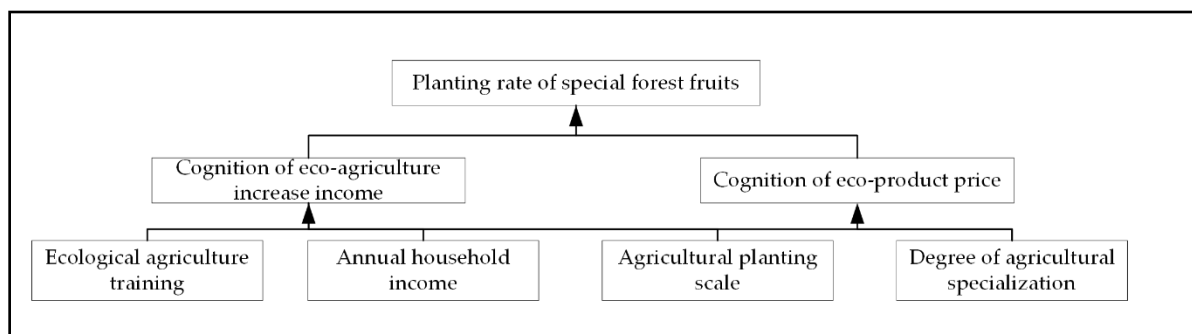 Planting rate of special forest fruits
Cognition of eco-agriculture
increase income
Cognition of eco-product price
Ecological agriculture
training
Annual household
income
Agricultural planting
scale
Degree of agricultural
specialization